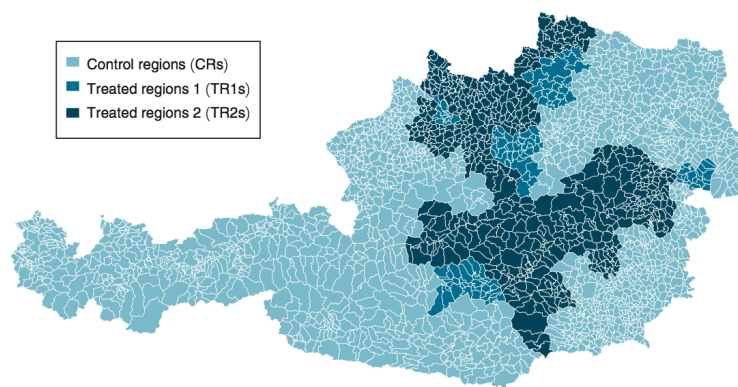 Control regions (CRs)
Treated regions 1 (TR1s)
Treated regions 2 (TR2s)